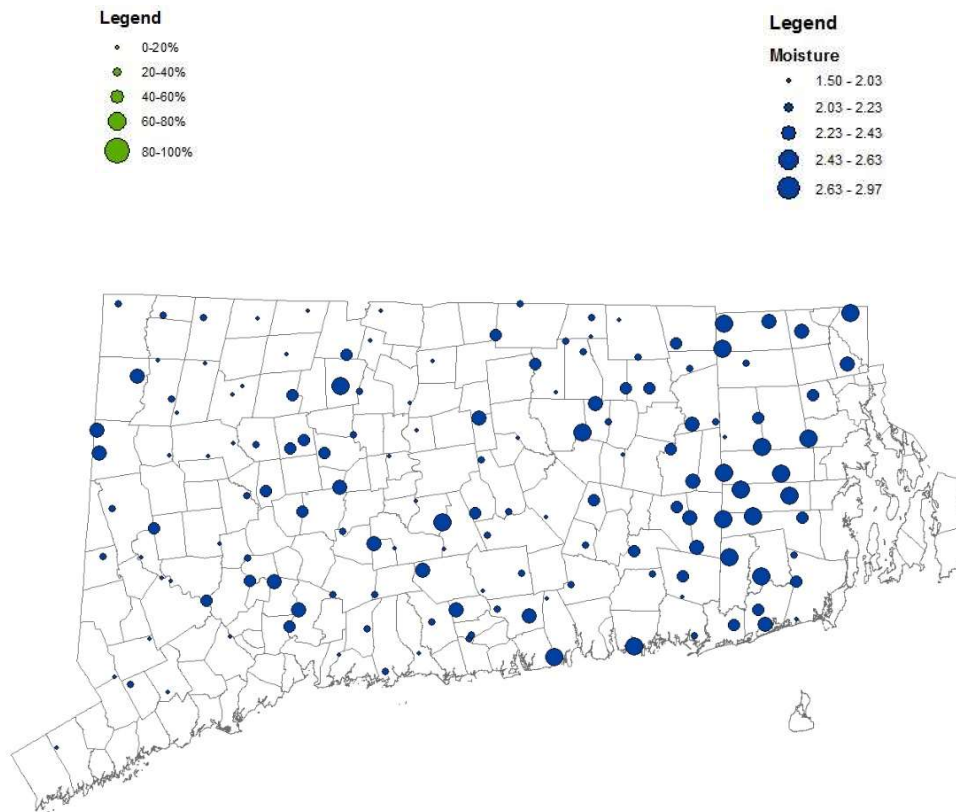 Legend
0-20%
20-40%
40-60%
60-80%
80-100%
Legend
Moisture
1.50 - 2.03
2.03 - 2.23
2.23 - 2.43
2.43 - 2.63
2.63 - 2.97